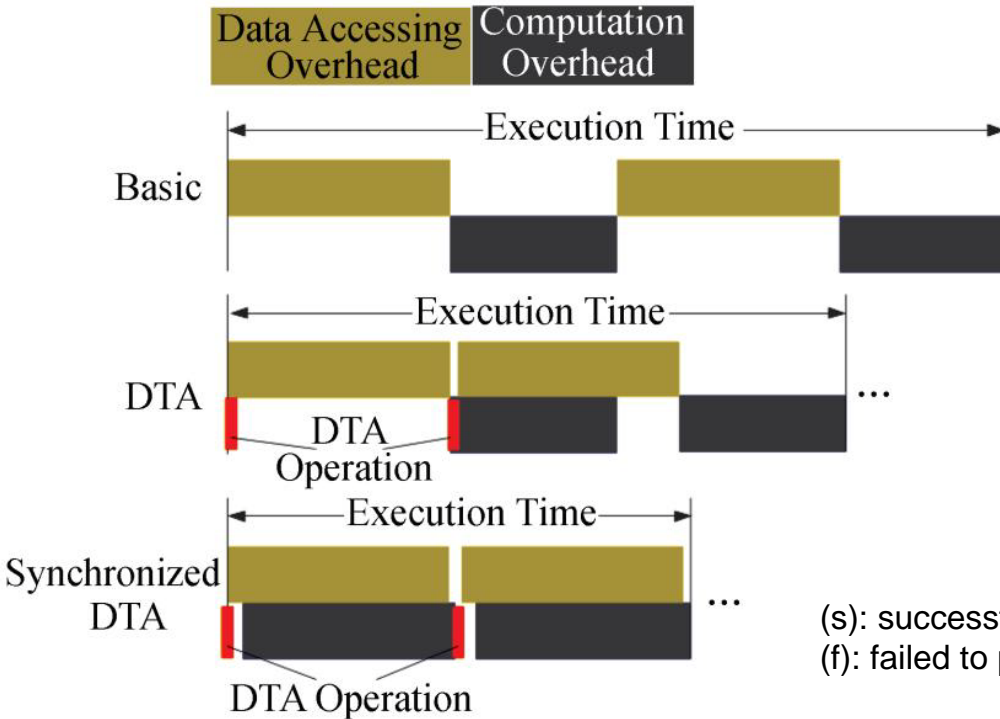 Data Accessing
Overhead
Computation
Overhead
Execution Time
Basic
Execution Time
DTA
...
DTA
Operation
Execution Time
Synchronized
DTA
...
DTA Operation
(s):
(f): failed to